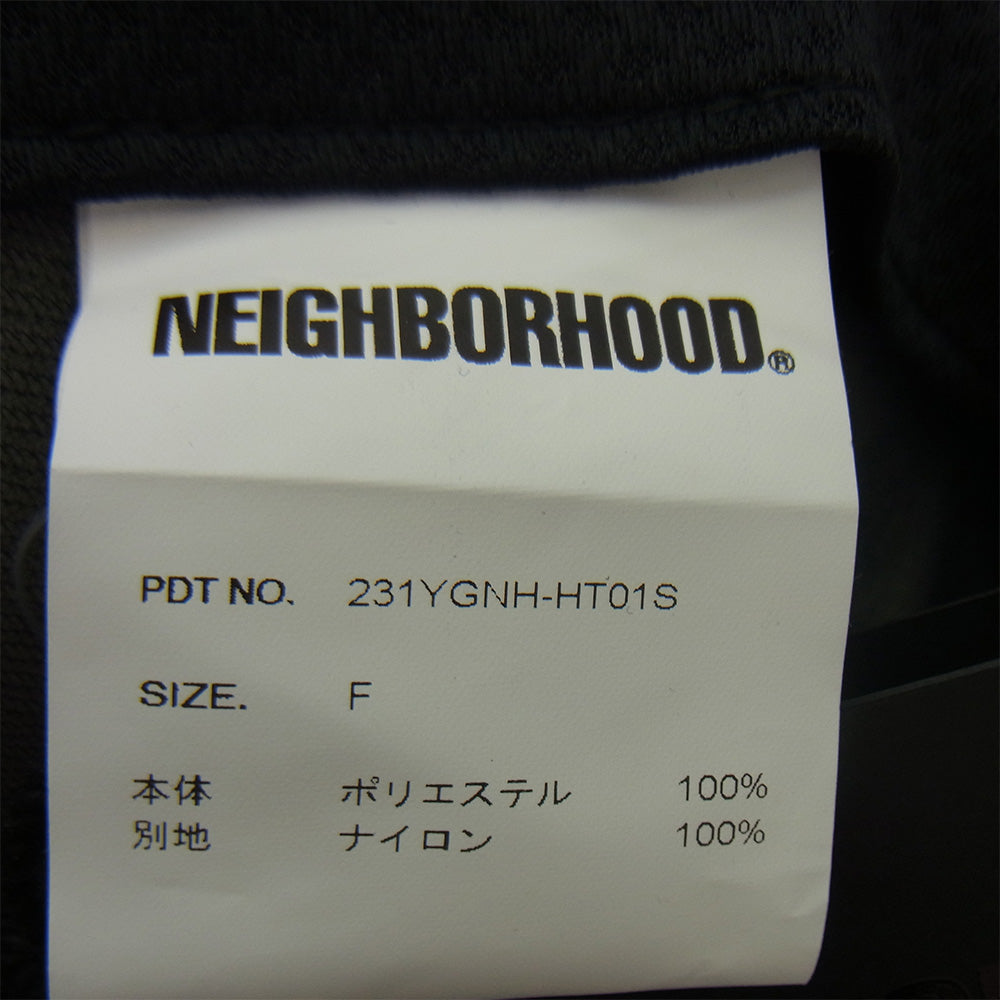 NEIGHBORHOOD®
PDT NO. 231YGNH-HT01S
SIZE. F
本体 ポリエステル 100%
別地 ナイロン 100%